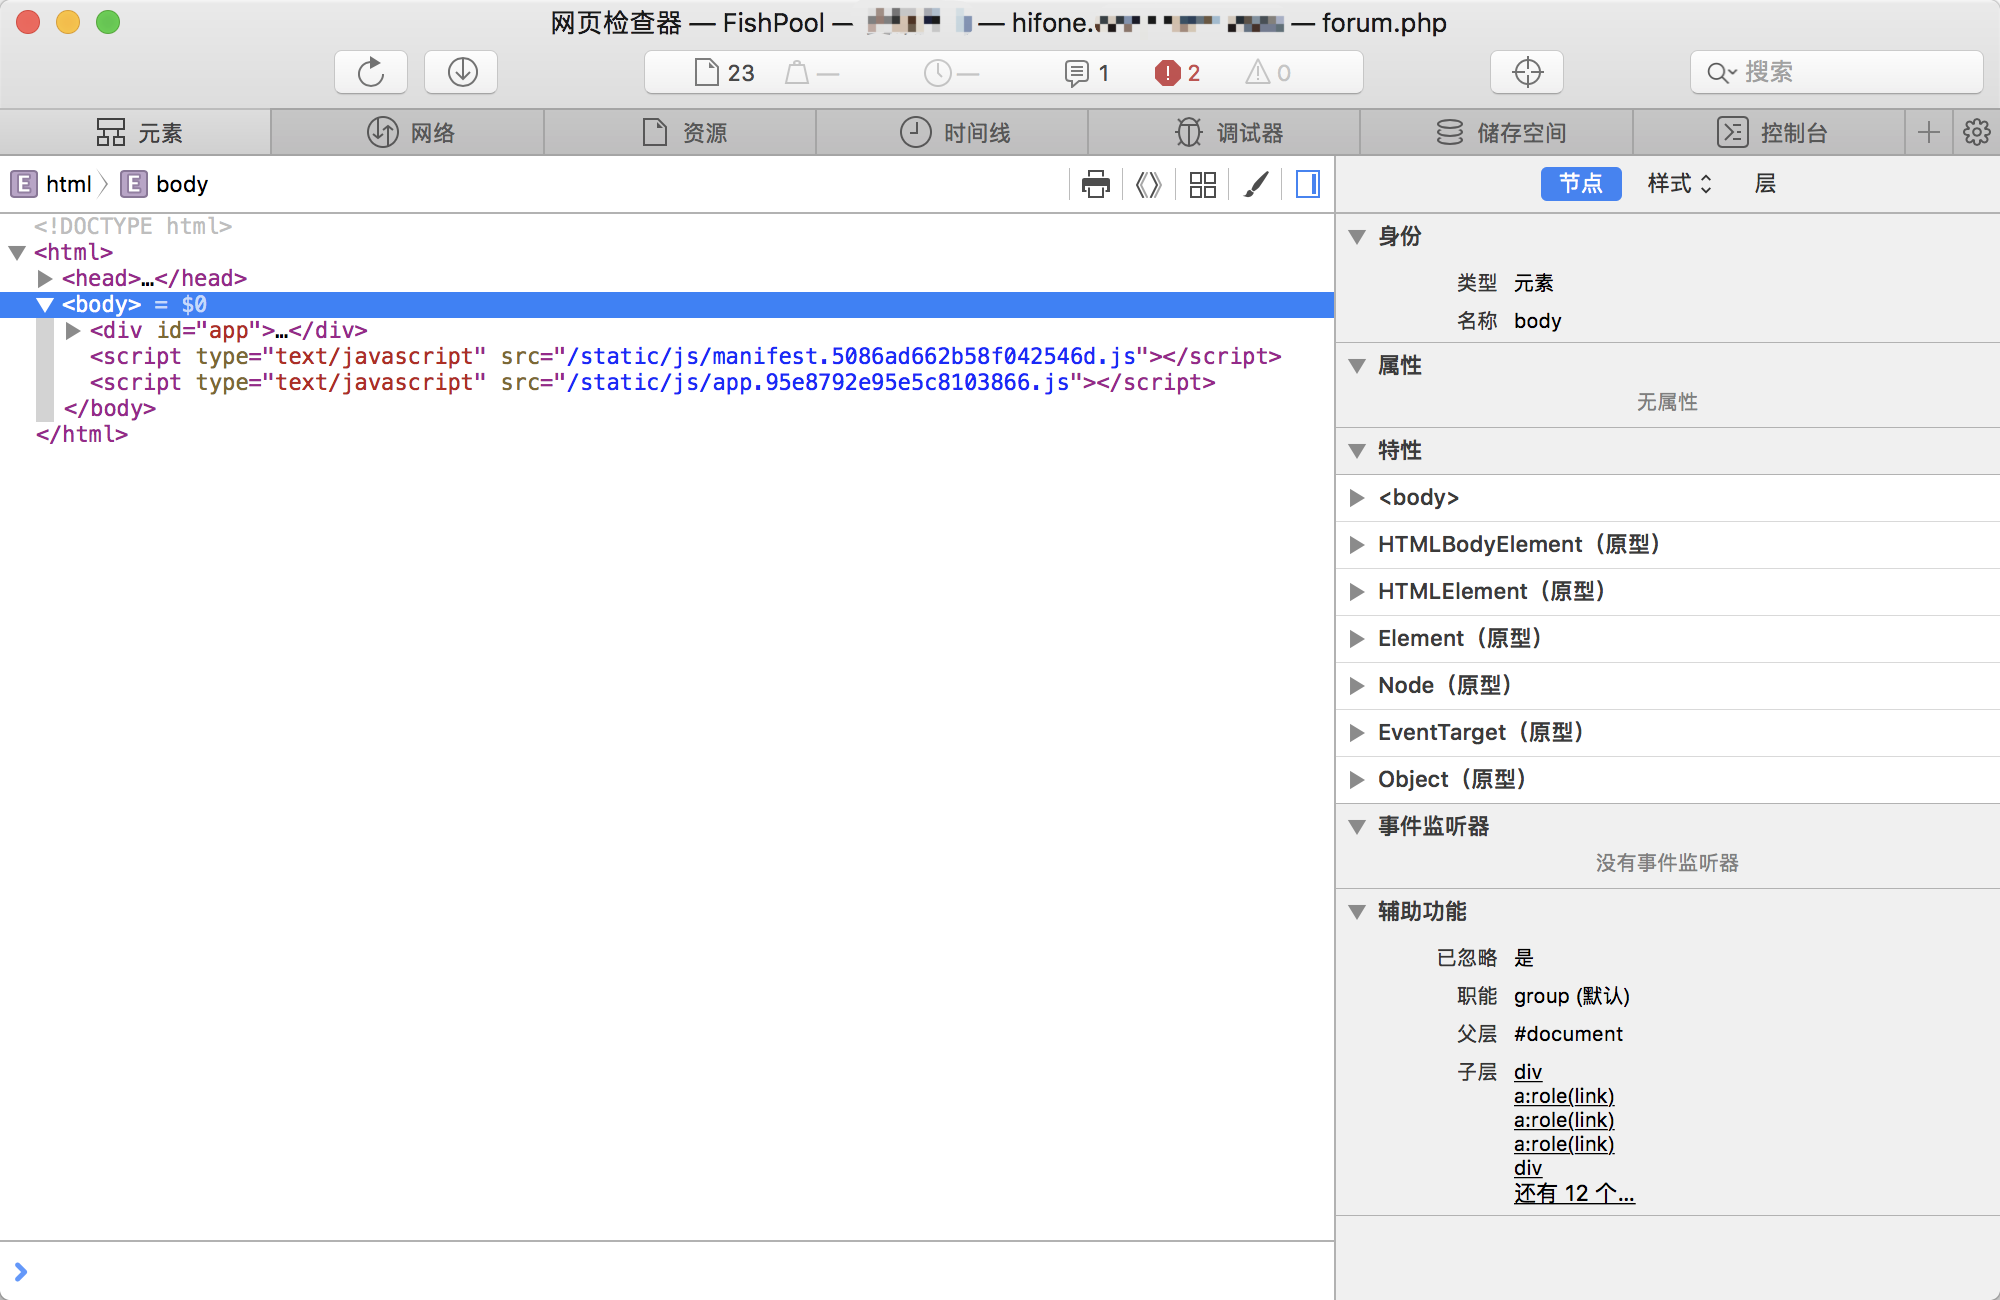 网页检查器 — FishPool — — hifone. — forum.php
23 — — 1 2 0 搜索
元素 网络 资源 时间线 调试器 储存空间 控制台
E html E body
节点 样式 层
<!DOCTYPE html>
<html>
<head>…</head>
<body> = $0
<div id="app">…</div>
<script type="text/javascript" src="/static/js/manifest.5086ad662b58f042546d.js"></script>
<script type="text/javascript" src="/static/js/app.95e8792e95e5c8103866.js"></script>
</body>
</html>
身份
类型 元素
名称 body
属性
无属性
特性
<body>
HTMLBodyElement（原型）
HTMLElement（原型）
Element（原型）
Node（原型）
EventTarget（原型）
Object（原型）
事件监听器
没有事件监听器
辅助功能
已忽略 是
职能 group (默认)
父层 #document
子层 div
a:role(link)
a:role(link)
a:role(link)
div
还有 12 个…